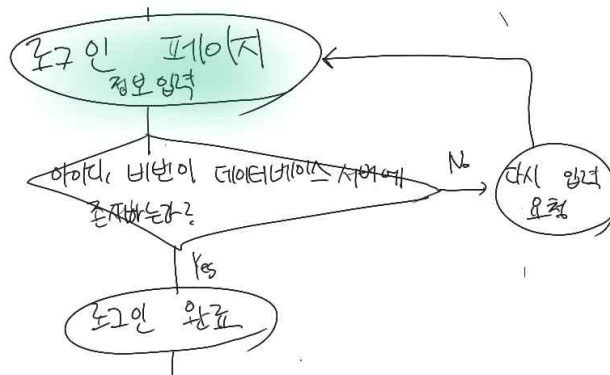 로그인 페이지
정보 입력
아이디, 비번이 데이터베이스 서버에
존재하는가?
No
다시 입력
요청
Yes
로그인 완료